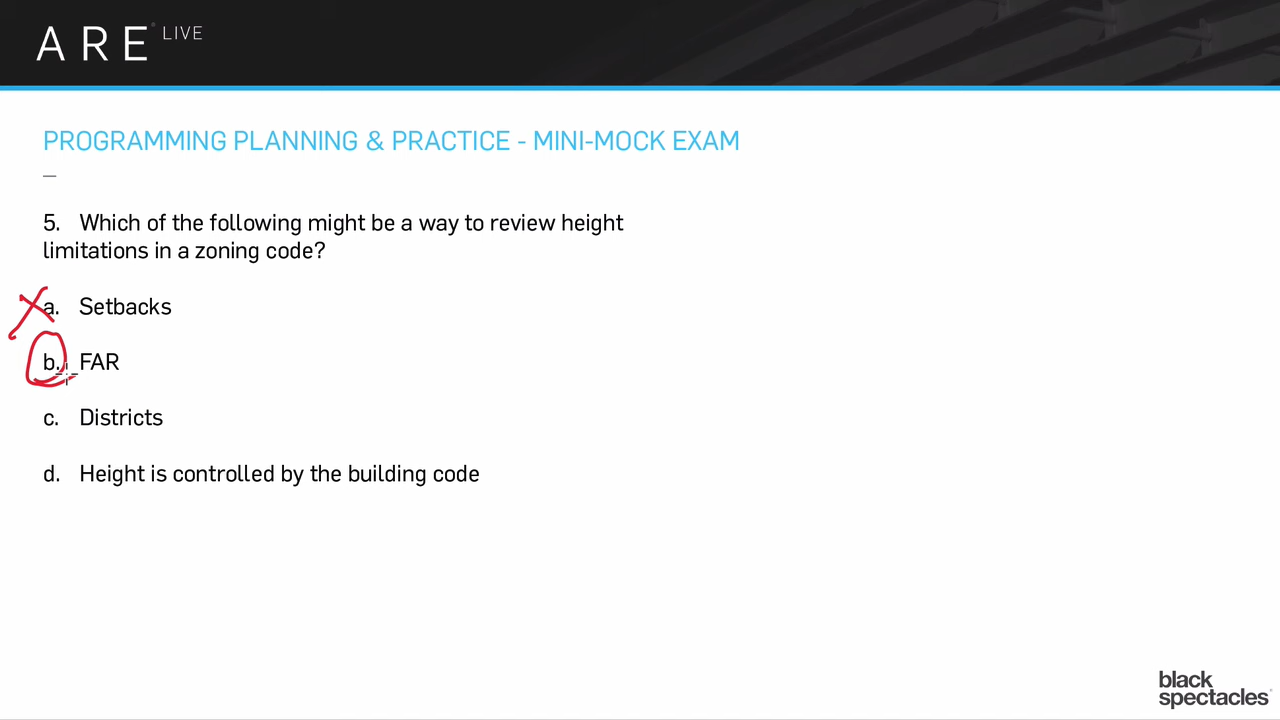 ARE LIVE
PROGRAMMING PLANNING & PRACTICE - MINI-MOCK EXAM
—
5. Which of the following might be a way to review height
limitations in a zoning code?
a. Setbacks
b. FAR
c. Districts
d. Height is controlled by the building code
black
spectacles